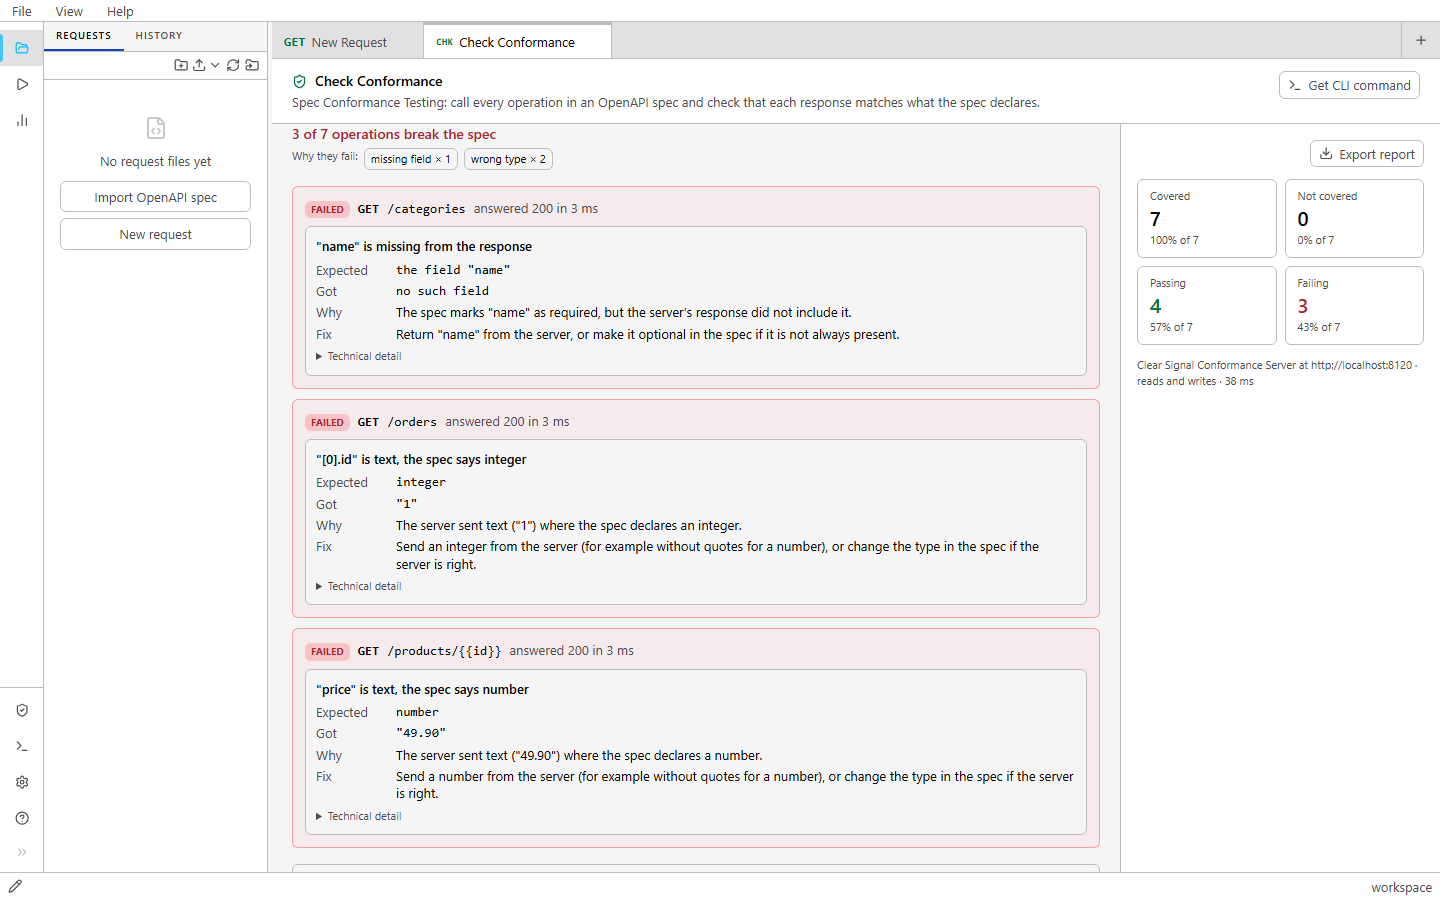 File View Help
REQUESTS HISTORY
No request files yet
Import OpenAPI spec
New request
GET New Request
CHK Check Conformance
Check Conformance
Spec Conformance Testing: call every operation in an OpenAPI spec and check that each response matches what the spec declares.
Get CLI command
3 of 7 operations break the spec
Why they fail: missing field × 1 wrong type × 2
FAILED GET /categories answered 200 in 3 ms
"name" is missing from the response
Expected the field "name"
Got no such field
Why The spec marks "name" as required, but the server's response did not include it.
Fix Return "name" from the server, or make it optional in the spec if it is not always present.
Technical detail
FAILED GET /orders answered 200 in 3 ms
"[0].id" is text, the spec says integer
Expected integer
Got "1"
Why The server sent text ("1") where the spec declares an integer.
Fix Send an integer from the server (for example without quotes for a number), or change the type in the spec if the
server is right.
Technical detail
FAILED GET /products/{{id}} answered 200 in 3 ms
"price" is text, the spec says number
Expected number
Got "49.90"
Why The server sent text ("49.90") where the spec declares a number.
Fix Send a number from the server (for example without quotes for a number), or change the type in the spec if the server
is right.
Technical detail
Export report
Covered
7
100% of 7
Not covered
0
0% of 7
Passing
4
57% of 7
Failing
3
43% of 7
Clear Signal Conformance Server at http://localhost:8120 ·
reads and writes · 38 ms
workspace